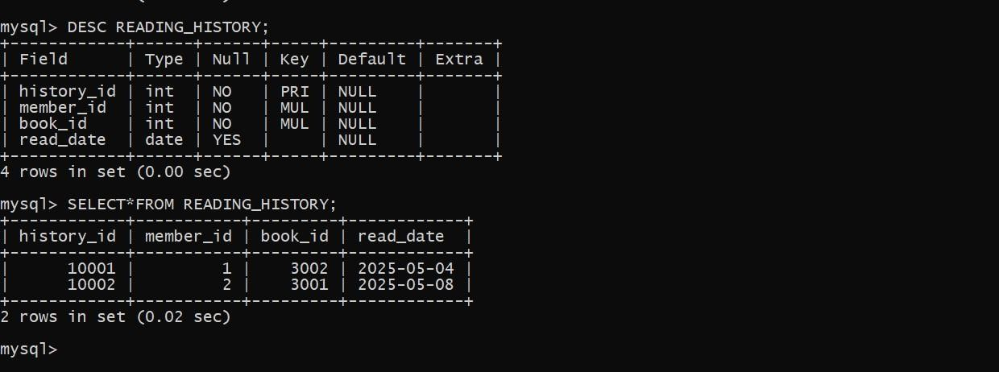 mysql> DESC READING_HISTORY;
+------------+------+------+-----+---------+-------+
| Field      | Type | Null | Key | Default | Extra |
+------------+------+------+-----+---------+-------+
| history_id | int  | NO   | PRI | NULL    |       |
| member_id  | int  | NO   | MUL | NULL    |       |
| book_id    | int  | NO   | MUL | NULL    |       |
| read_date  | date | YES  |     | NULL    |       |
+------------+------+------+-----+---------+-------+
4 rows in set (0.00 sec)
mysql> SELECT*FROM READING_HISTORY;
+------------+-----------+---------+------------+
| history_id | member_id | book_id | read_date  |
+------------+-----------+---------+------------+
|      10001 |         1 |    3002 | 2025-05-04 |
|      10002 |         2 |    3001 | 2025-05-08 |
+------------+-----------+---------+------------+
2 rows in set (0.02 sec)
mysql>